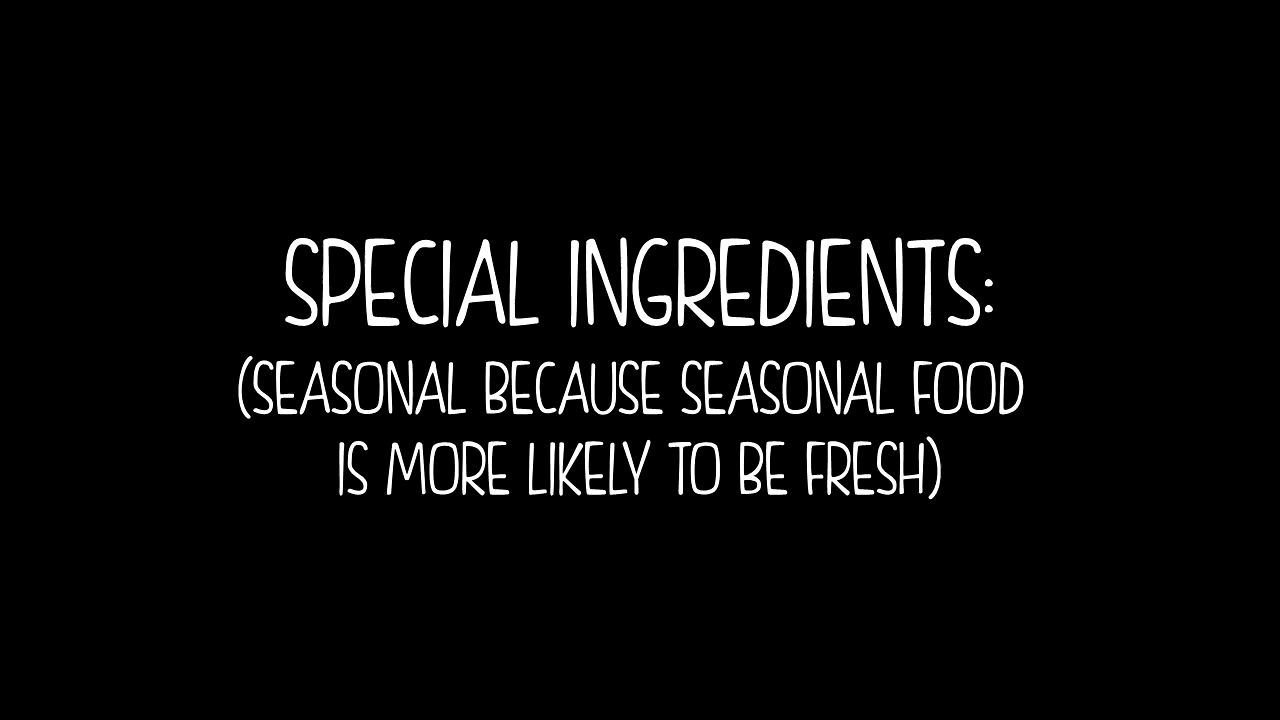 SPECIAL INGREDIENTS:
(SEASONAL BECAUSE SEASONAL FOOD
IS MORE LIKELY TO BE FRESH)